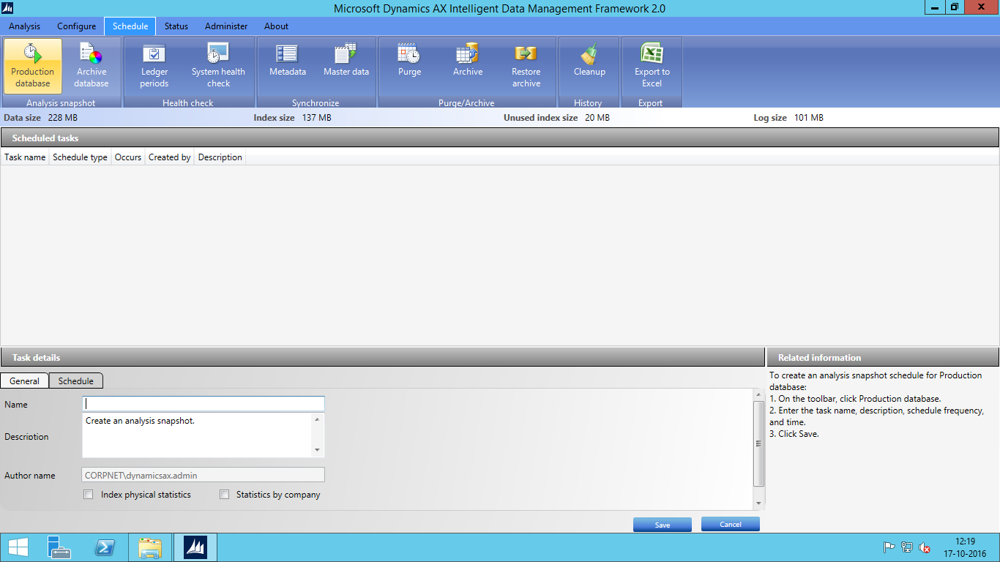 Microsoft Dynamics AX Intelligent Data Management Framework 2.0
Analysis Configure Schedule Status Administer About
Production database
Archive database
Ledger periods
System health check
Metadata
Master data
Purge
Archive
Restore archive
Cleanup
Export to Excel
Analysis snapshot Health check Synchronize Purge/Archive History Export
Data size 228 MB Index size 137 MB Unused index size 20 MB Log size 101 MB
Scheduled tasks
Task name Schedule type Occurs Created by Description
Task details
General Schedule
Name
Description Create an analysis snapshot.
Author name CORPNET\dynamicsax.admin
Index physical statistics Statistics by company
Save Cancel
Related information
To create an analysis snapshot schedule for Production
database:
1. On the toolbar, click Production database.
2. Enter the task name, description, schedule frequency,
and time.
3. Click Save.
12:19
17-10-2016